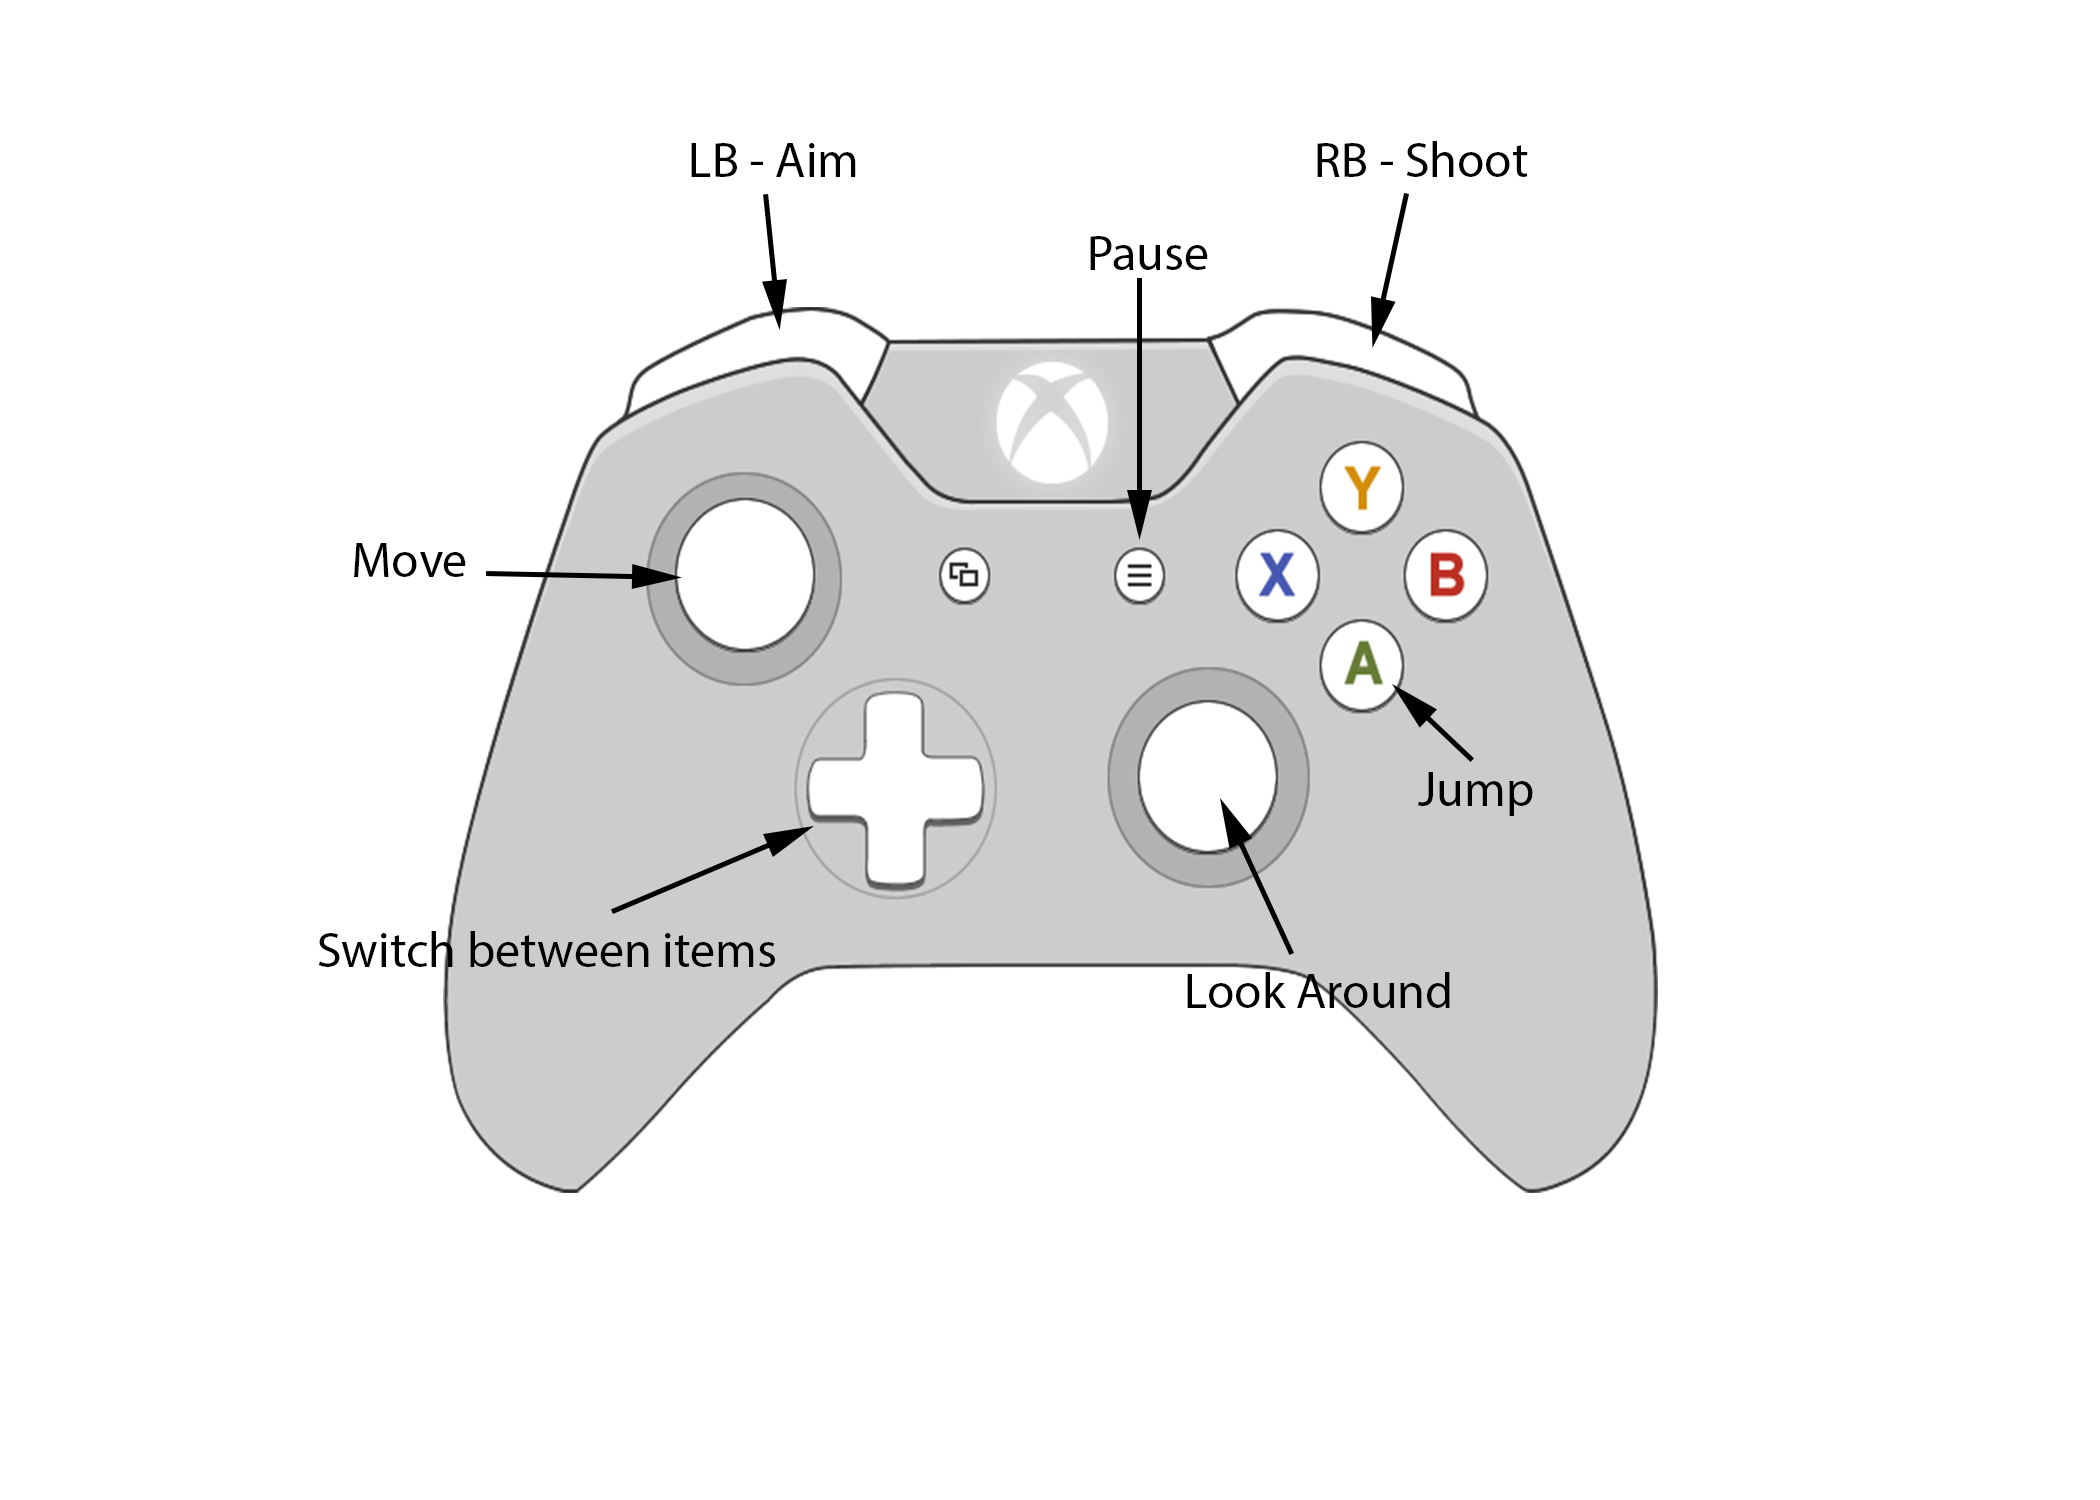 LB - Aim
RB - Shoot
Pause
Y
Move
X
B
A
Jump
Switch between items
Look Around